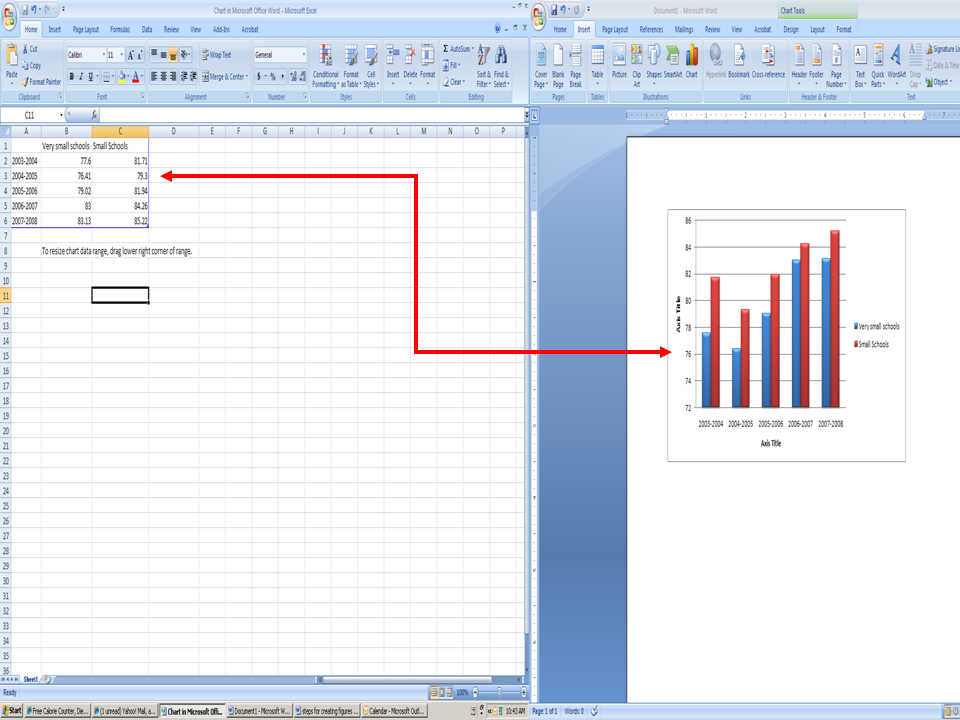 Chart in Microsoft Office Word - Microsoft Excel
Home Insert Page Layout Formulas Data Review View Add-Ins Acrobat
Cut
Copy
Format Painter
Paste
Clipboard
Calibri 11
B I U
Font
Wrap Text
Merge & Center
Alignment
General
$ % ,
Number
Conditional Formatting
Format as Table
Cell Styles
Styles
Insert Delete Format
Cells
AutoSum
Fill
Clear
Sort & Filter
Find & Select
Editing
C11 fx
A B C D E F G H I J K L M N O P
1 Very small schools Small Schools
2 2003-2004 77.6 81.71
3 2004-2005 76.41 79.3
4 2005-2006 79.02 81.94
5 2006-2007 83 84.26
6 2007-2008 83.13 85.22
7
8 To resize chart data range, drag lower right corner of range.
9
10
11
12
13
14
15
16
17
18
19
20
21
22
23
24
25
26
27
28
29
30
31
32
33
34
35
36
Sheet1
Ready 100%
Document1 - Microsoft Word Chart Tools
Home Insert Page Layout References Mailings Review View Acrobat Design Layout Format
Cover Page
Blank Page
Page Break
Pages
Table
Tables
Picture Clip Art Shapes SmartArt Chart
Illustrations
Hyperlink Bookmark Cross-reference
Links
Header Footer Page Number
Header & Footer
Text Box Quick Parts WordArt Drop Cap
Signature Li
Date & Time
Object
Text
86
84
82
80
78
76
74
72
Axis Title
2003-2004 2004-2005 2005-2006 2006-2007 2007-2008
Axis Title
Very small schools
Small Schools
Page: 1 of 1 Words: 0
Start Free Calorie Counter, Die... (1 unread) Yahoo! Mail, a... Chart in Microsoft Offi... Document1 - Microsoft W... steps for creating figures ... Calendar - Microsoft Outl... 10:43 AM